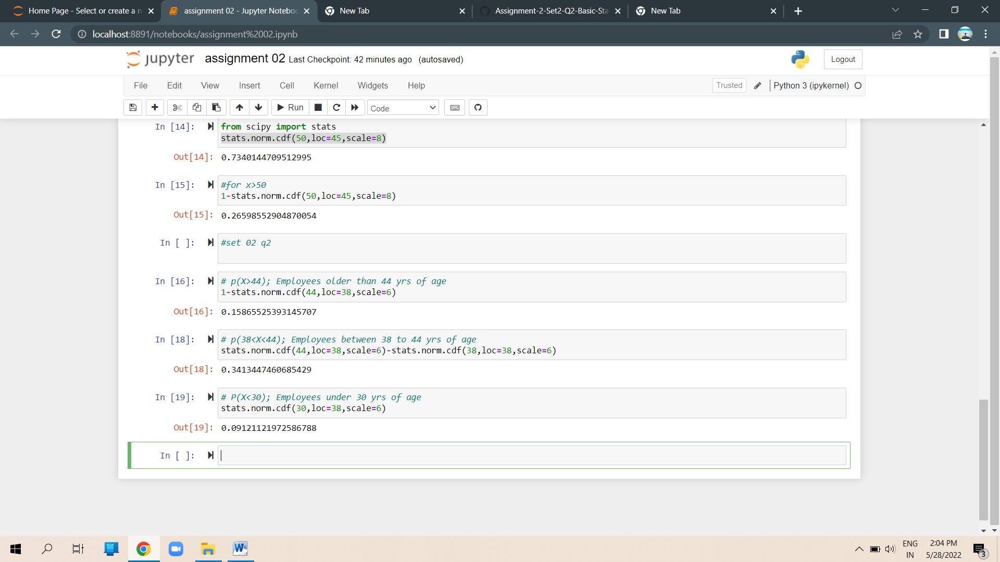 Home Page - Select or create a n
assignment 02 - Jupyter Noteboo
New Tab
Assignment-2-Set2-Q2-Basic-Sta
New Tab
localhost:8891/notebooks/assignment%2002.ipynb
jupyter assignment 02 Last Checkpoint: 42 minutes ago (autosaved)
Logout
File Edit View Insert Cell Kernel Widgets Help
Trusted Python 3 (ipykernel)
Run Code
In [14]: from scipy import stats
stats.norm.cdf(50,loc=45,scale=8)
Out[14]: 0.7340144709512995
In [15]: #for x>50
1-stats.norm.cdf(50,loc=45,scale=8)
Out[15]: 0.26598552904870054
In [ ]: #set 02 q2
In [16]: # p(X>44); Employees older than 44 yrs of age
1-stats.norm.cdf(44,loc=38,scale=6)
Out[16]: 0.15865525393145707
In [18]: # p(38<X<44); Employees between 38 to 44 yrs of age
stats.norm.cdf(44,loc=38,scale=6)-stats.norm.cdf(38,loc=38,scale=6)
Out[18]: 0.3413447460685429
In [19]: # P(X<30); Employees under 30 yrs of age
stats.norm.cdf(30,loc=38,scale=6)
Out[19]: 0.09121121972586788
In [ ]:
ENG
IN
2:04 PM
5/28/2022
3